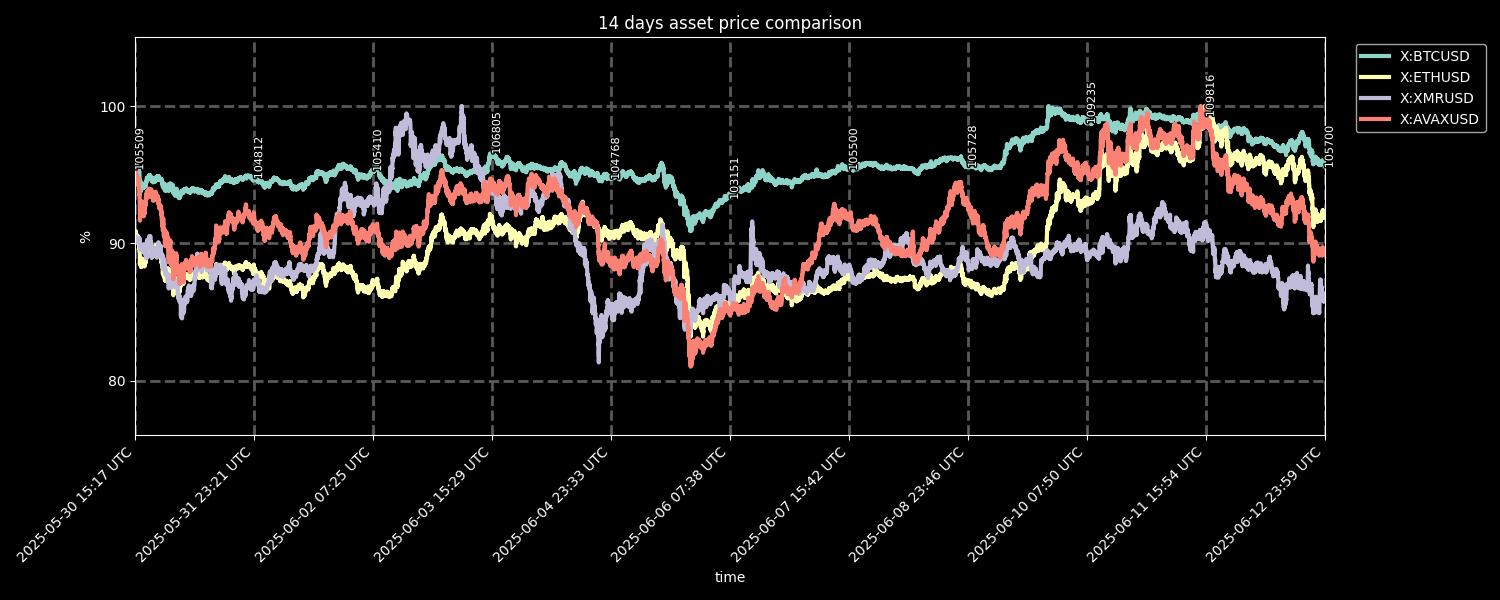 14 days asset price comparison
X:BTCUSD
X:ETHUSD
X:XMRUSD
X:AVAXUSD
%
100
90
80
105509
104812
105410
106805
104768
103151
105500
105728
109235
109816
105700
2025-05-30 15:17 UTC
2025-05-31 23:21 UTC
2025-06-02 07:25 UTC
2025-06-03 15:29 UTC
2025-06-04 23:33 UTC
2025-06-06 07:38 UTC
2025-06-07 15:42 UTC
2025-06-08 23:46 UTC
2025-06-10 07:50 UTC
2025-06-11 15:54 UTC
2025-06-12 23:59 UTC
time